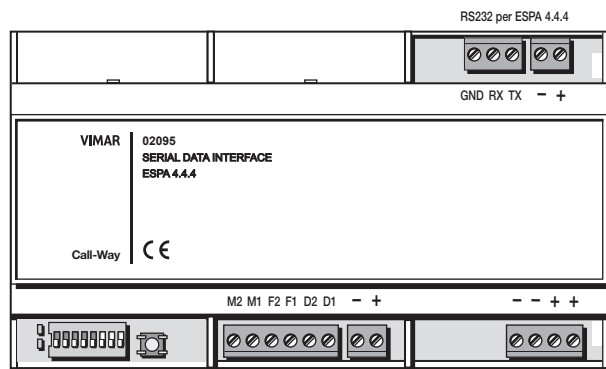 RS232 per ESPA 4.4.4
GND RX TX − +
VIMAR 02095
SERIAL DATA INTERFACE
ESPA 4.4.4
Call-Way CE
M2 M1 F2 F1 D2 D1 − + − − + +